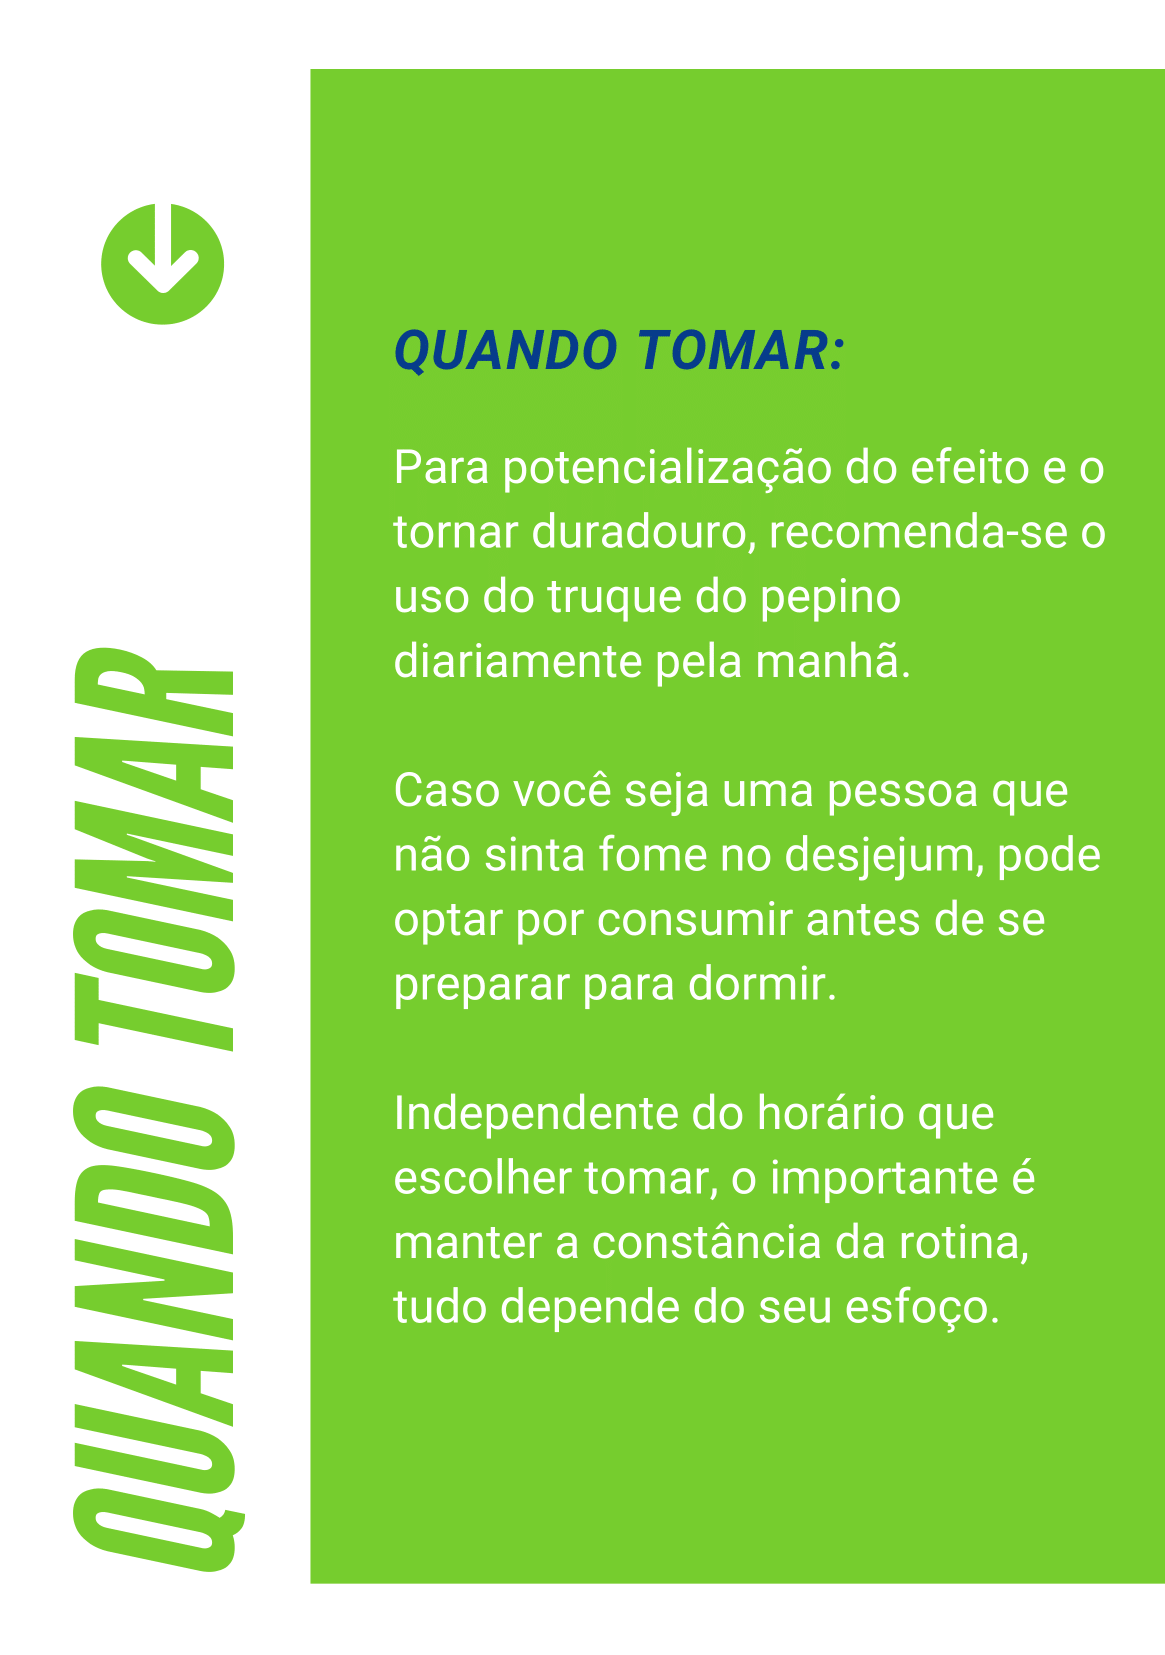 QUANDO TOMAR
QUANDO TOMAR:
Para potencialização do efeito e o
tornar duradouro, recomenda-se o
uso do truque do pepino
diariamente pela manhã.
Caso você seja uma pessoa que
não sinta fome no desjejum, pode
optar por consumir antes de se
preparar para dormir.
Independente do horário que
escolher tomar, o importante é
manter a constância da rotina,
tudo depende do seu esfoço.